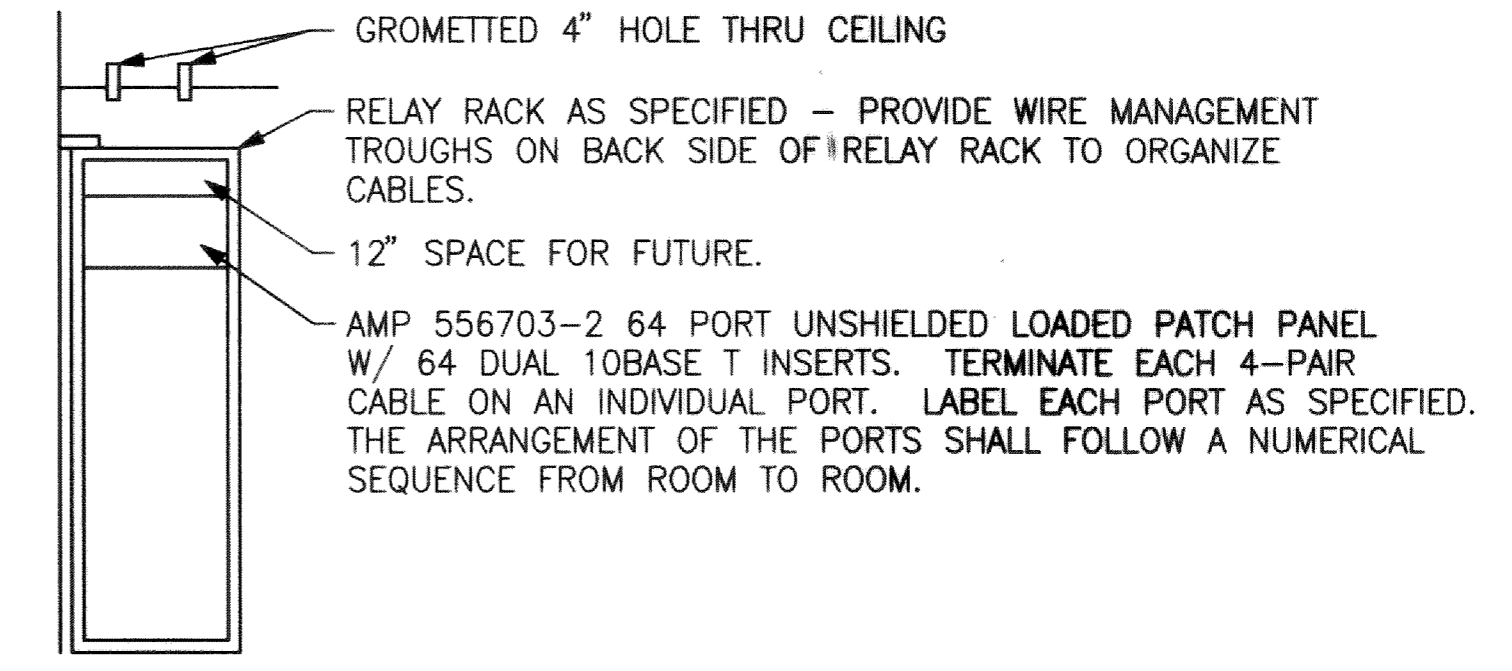 GROMETTED 4" HOLE THRU CEILING
RELAY RACK AS SPECIFIED – PROVIDE WIRE MANAGEMENT
TROUGHS ON BACK SIDE OF RELAY RACK TO ORGANIZE
CABLES.
12" SPACE FOR FUTURE.
AMP 556703-2 64 PORT UNSHIELDED LOADED PATCH PANEL
W/ 64 DUAL 10BASE T INSERTS. TERMINATE EACH 4-PAIR
CABLE ON AN INDIVIDUAL PORT. LABEL EACH PORT AS SPECIFIED.
THE ARRANGEMENT OF THE PORTS SHALL FOLLOW A NUMERICAL
SEQUENCE FROM ROOM TO ROOM.